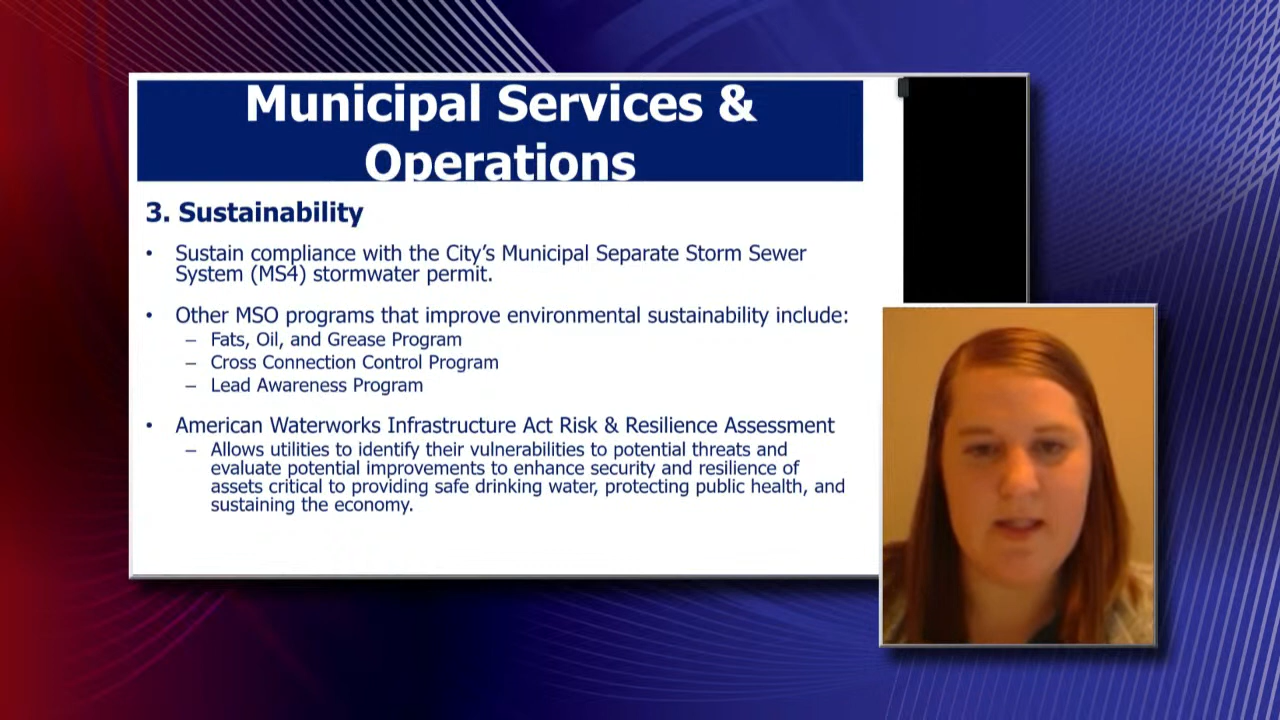 Municipal Services &
Operations
3. Sustainability
• Sustain compliance with the City’s Municipal Separate Storm Sewer
System (MS4) stormwater permit.
• Other MSO programs that improve environmental sustainability include:
– Fats, Oil, and Grease Program
– Cross Connection Control Program
– Lead Awareness Program
• American Waterworks Infrastructure Act Risk & Resilience Assessment
– Allows utilities to identify their vulnerabilities to potential threats and
evaluate potential improvements to enhance security and resilience of
assets critical to providing safe drinking water, protecting public health, and
sustaining the economy.